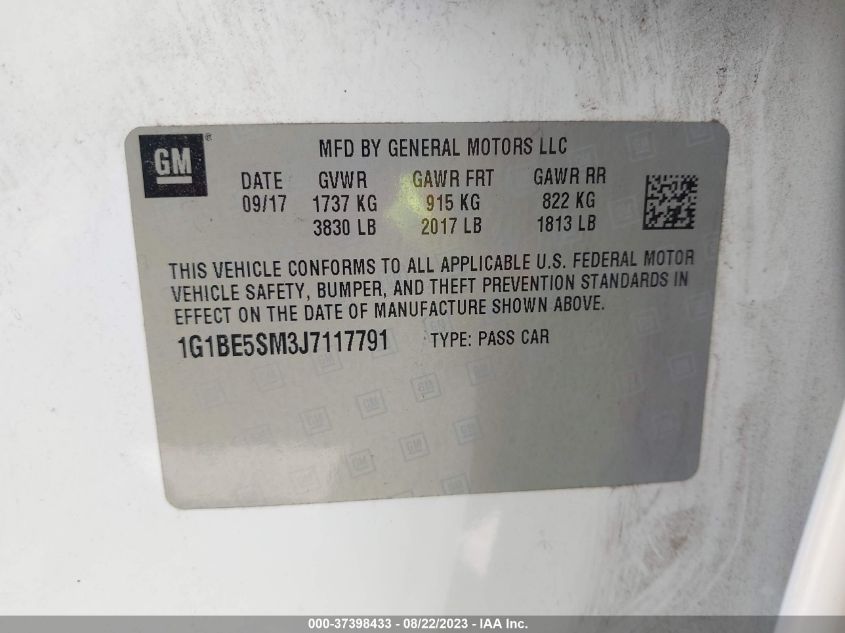 GM ®
MFD BY GENERAL MOTORS LLC
DATE GVWR GAWR FRT GAWR RR
09/17 1737 KG 915 KG 822 KG
3830 LB 2017 LB 1813 LB
THIS VEHICLE CONFORMS TO ALL APPLICABLE U.S. FEDERAL MOTOR
VEHICLE SAFETY, BUMPER, AND THEFT PREVENTION STANDARDS IN
EFFECT ON THE DATE OF MANUFACTURE SHOWN ABOVE.
1G1BE5SM3J7117791 TYPE: PASS CAR
000-37398433 - 08/22/2023 - IAA Inc.